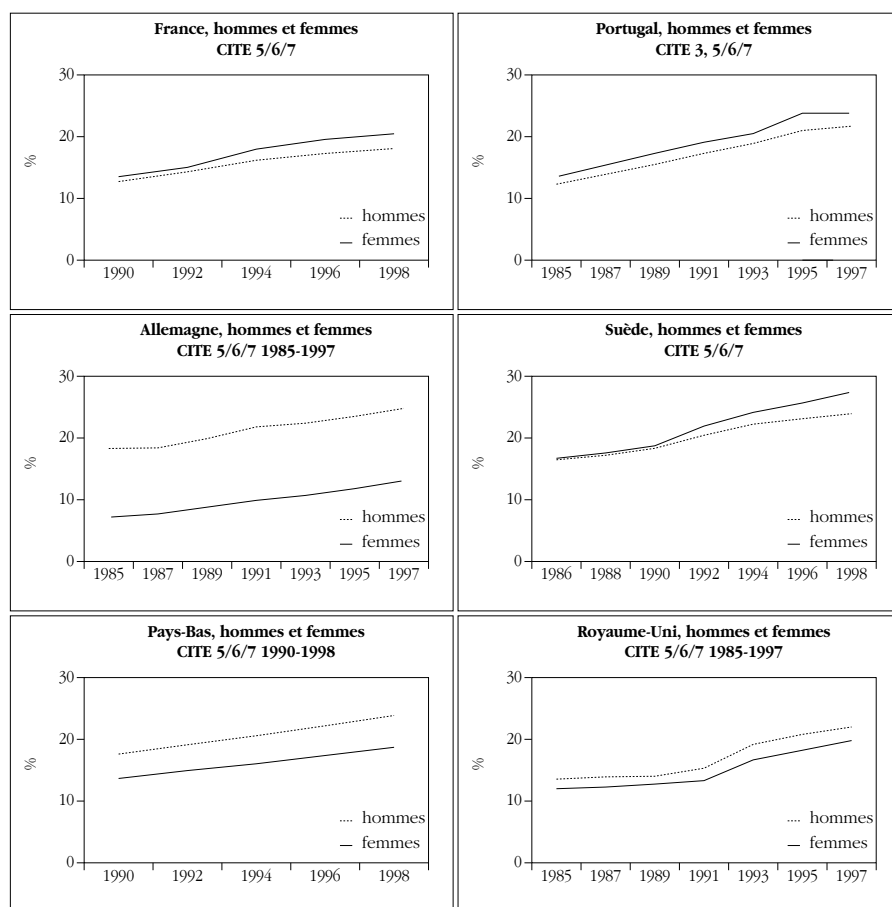 France, hommes et femmes
CITE 5/6/7
30
20
%
10
hommes
femmes
0
1990 1992 1994 1996 1998
Portugal, hommes et femmes
CITE 3, 5/6/7
30
20
%
10
hommes
femmes
0
1985 1987 1989 1991 1993 1995 1997
Allemagne, hommes et femmes
CITE 5/6/7 1985-1997
30
20
%
10
hommes
femmes
0
1985 1987 1989 1991 1993 1995 1997
Suède, hommes et femmes
CITE 5/6/7
30
20
%
10
hommes
femmes
0
1986 1988 1990 1992 1994 1996 1998
Pays-Bas, hommes et femmes
CITE 5/6/7 1990-1998
30
20
%
10
hommes
femmes
0
1990 1992 1994 1996 1998
Royaume-Uni, hommes et femmes
CITE 5/6/7 1985-1997
30
20
%
10
hommes
femmes
0
1985 1987 1989 1991 1993 1995 1997